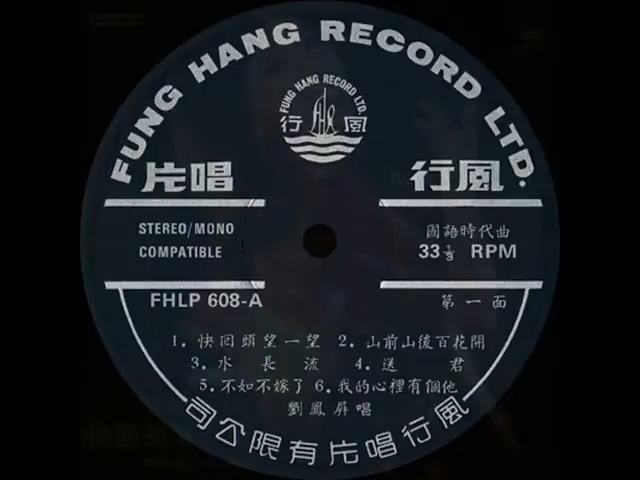 FUNG HANG RECORD LTD.
FUNG HANG RECORD LTD.
風行
風行唱片
STEREO/MONO
COMPATIBLE
國語時代曲
33⅓ RPM
FHLP 608-A
第一面
1. 快回頭望一望 2. 山前山後百花開
3. 水長流 4. 送君
5. 不如不嫁了 6. 我的心裡有個他
劉鳳屏唱
風行唱片有限公司